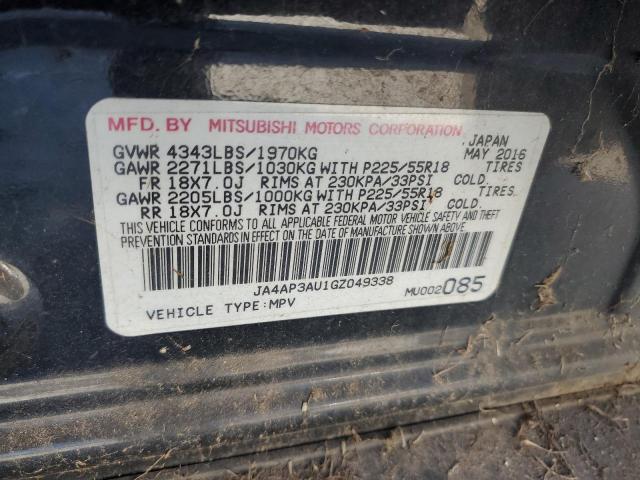 MFD. BY MITSUBISHI MOTORS CORPORATION
JAPAN
GVWR 4343LBS/1970KG MAY 2016
GAWR 2271LBS/1030KG WITH P225/55R18 TIRES
FR 18X7.0J RIMS AT 230KPA/33PSI COLD.
GAWR 2205LBS/1000KG WITH P225/55R18 TIRES
RR 18X7.0J RIMS AT 230KPA/33PSI COLD.
THIS VEHICLE CONFORMS TO ALL APPLICABLE FEDERAL MOTOR VEHICLE SAFETY AND THEFT
PREVENTION STANDARDS IN EFFECT ON THE DATE OF MANUFACTURE SHOWN ABOVE.
JA4AP3AU1GZ049338
MU002085
VEHICLE TYPE:MPV